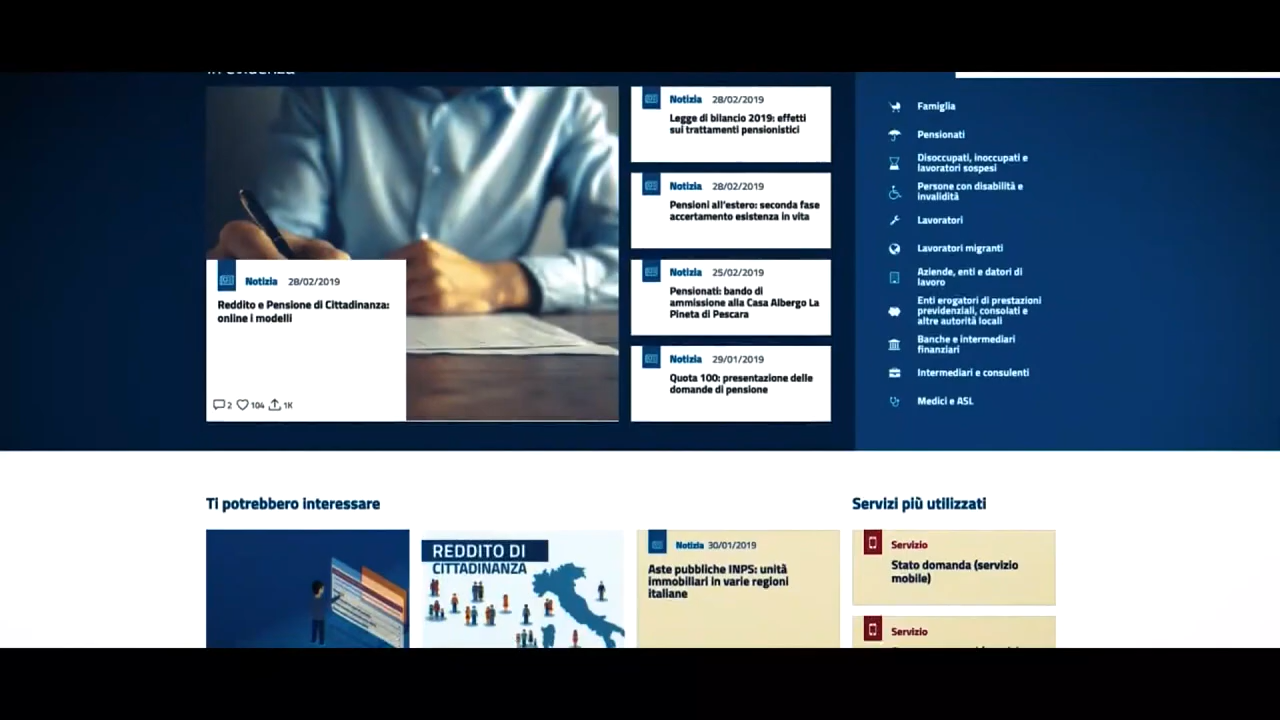 In evidenza
Notizia 28/02/2019
Reddito e Pensione di Cittadinanza:
online i modelli
2 104 1K
Notizia 28/02/2019
Legge di bilancio 2019: effetti
sui trattamenti pensionistici
Notizia 28/02/2019
Pensioni all'estero: seconda fase
accertamento esistenza in vita
Notizia 25/02/2019
Pensionati: bando di
ammissione alla Casa Albergo La
Pineta di Pescara
Notizia 29/01/2019
Quota 100: presentazione delle
domande di pensione
Famiglia
Pensionati
Disoccupati, inoccupati e
lavoratori sospesi
Persone con disabilità e
invalidità
Lavoratori
Lavoratori migranti
Aziende, enti e datori di
lavoro
Enti erogatori di prestazioni
previdenziali, consolati e
altre autorità locali
Banche e intermediari
finanziari
Intermediari e consulenti
Medici e ASL
Ti potrebbero interessare
REDDITO DI
CITTADINANZA
Notizia 30/01/2019
Aste pubbliche INPS: unità
immobiliari in varie regioni
italiane
Servizi più utilizzati
Servizio
Stato domanda (servizio
mobile)
Servizio